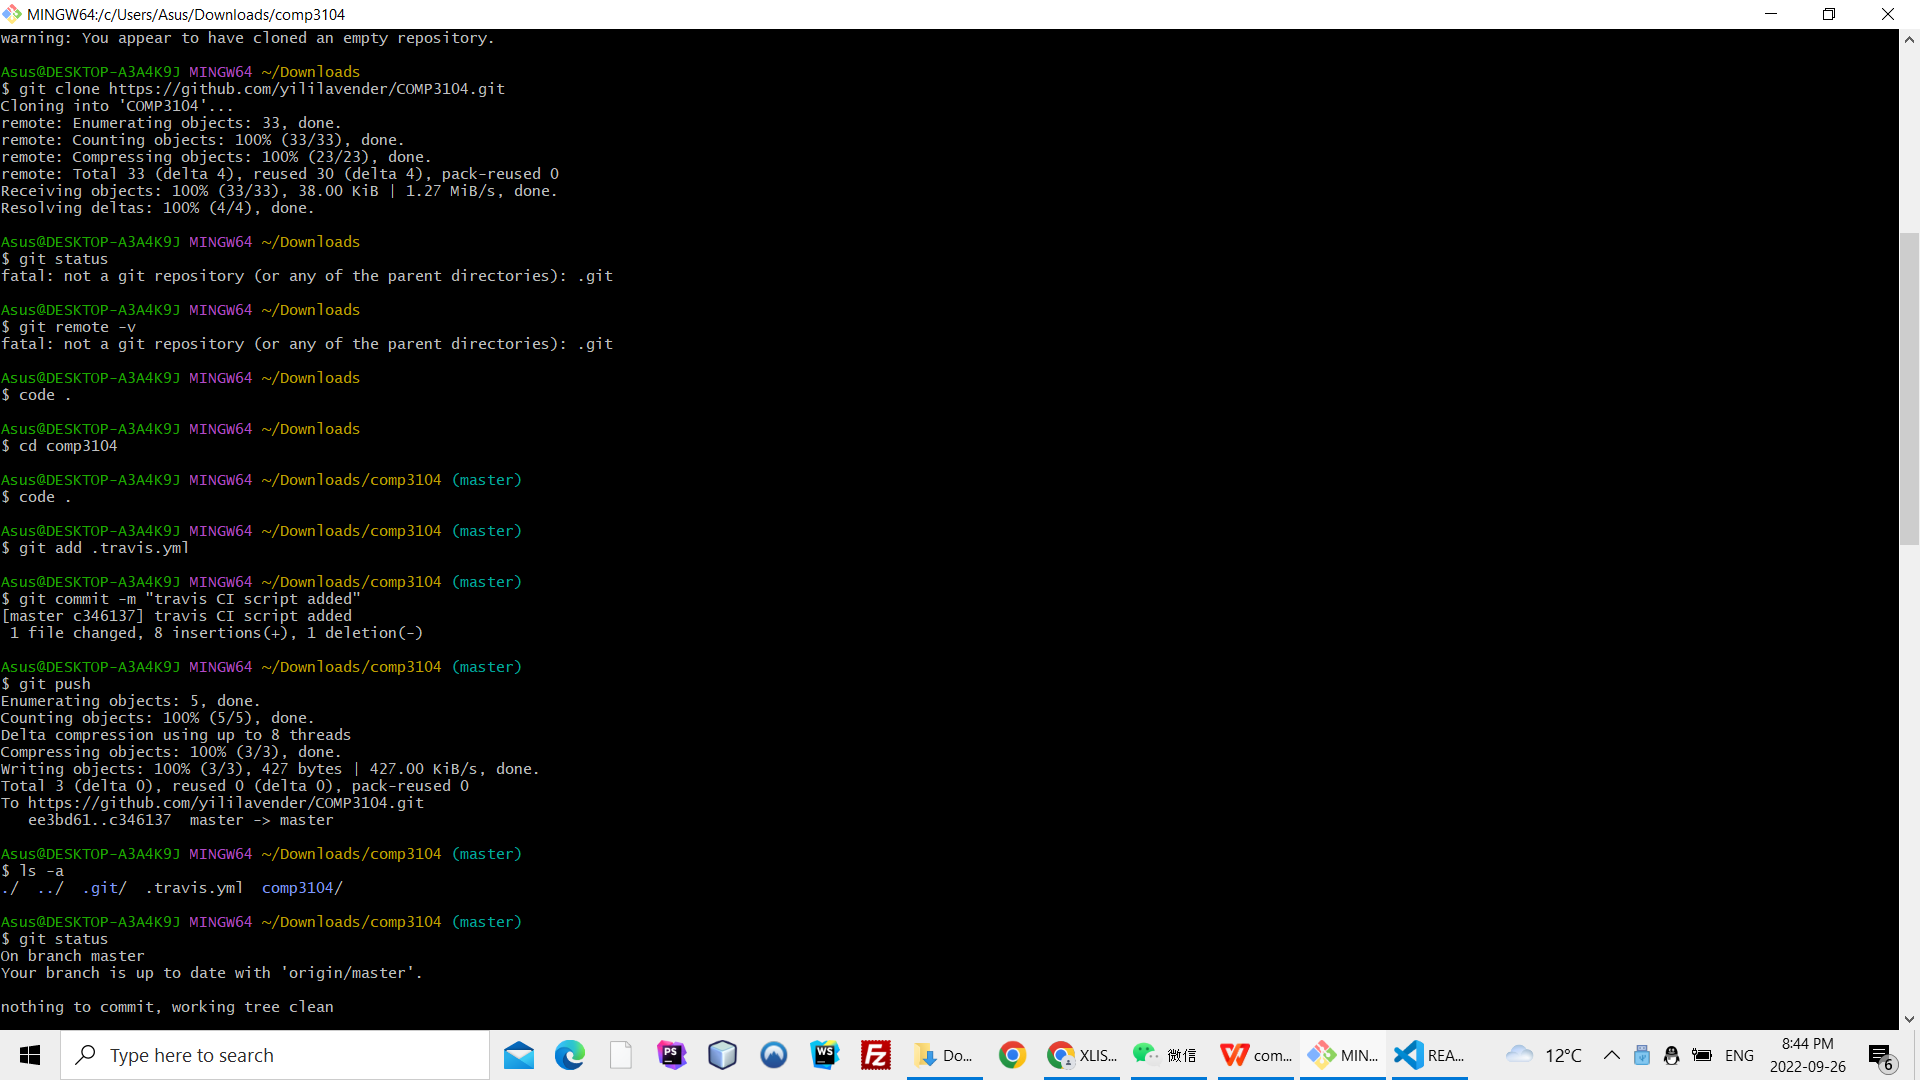 MINGW64:/c/Users/Asus/Downloads/comp3104
warning: You appear to have cloned an empty repository.
Asus@DESKTOP-A3A4K9J MINGW64 ~/Downloads
$ git clone https://github.com/yililavender/COMP3104.git
Cloning into 'COMP3104'...
remote: Enumerating objects: 33, done.
remote: Counting objects: 100% (33/33), done.
remote: Compressing objects: 100% (23/23), done.
remote: Total 33 (delta 4), reused 30 (delta 4), pack-reused 0
Receiving objects: 100% (33/33), 38.00 KiB | 1.27 MiB/s, done.
Resolving deltas: 100% (4/4), done.
Asus@DESKTOP-A3A4K9J MINGW64 ~/Downloads
$ git status
fatal: not a git repository (or any of the parent directories): .git
Asus@DESKTOP-A3A4K9J MINGW64 ~/Downloads
$ git remote -v
fatal: not a git repository (or any of the parent directories): .git
Asus@DESKTOP-A3A4K9J MINGW64 ~/Downloads
$ code .
Asus@DESKTOP-A3A4K9J MINGW64 ~/Downloads
$ cd comp3104
Asus@DESKTOP-A3A4K9J MINGW64 ~/Downloads/comp3104 (master)
$ code .
Asus@DESKTOP-A3A4K9J MINGW64 ~/Downloads/comp3104 (master)
$ git add .travis.yml
Asus@DESKTOP-A3A4K9J MINGW64 ~/Downloads/comp3104 (master)
$ git commit -m "travis CI script added"
[master c346137] travis CI script added
1 file changed, 8 insertions(+), 1 deletion(-)
Asus@DESKTOP-A3A4K9J MINGW64 ~/Downloads/comp3104 (master)
$ git push
Enumerating objects: 5, done.
Counting objects: 100% (5/5), done.
Delta compression using up to 8 threads
Compressing objects: 100% (3/3), done.
Writing objects: 100% (3/3), 427 bytes | 427.00 KiB/s, done.
Total 3 (delta 0), reused 0 (delta 0), pack-reused 0
To https://github.com/yililavender/COMP3104.git
ee3bd61..c346137  master -> master
Asus@DESKTOP-A3A4K9J MINGW64 ~/Downloads/comp3104 (master)
$ ls -a
./  ../  .git/  .travis.yml  comp3104/
Asus@DESKTOP-A3A4K9J MINGW64 ~/Downloads/comp3104 (master)
$ git status
On branch master
Your branch is up to date with 'origin/master'.
nothing to commit, working tree clean
Type here to search
PS
WS
Fz
Do...
XLIS...
微信
com...
MIN...
REA...
12°C
ENG
8:44 PM
2022-09-26
6